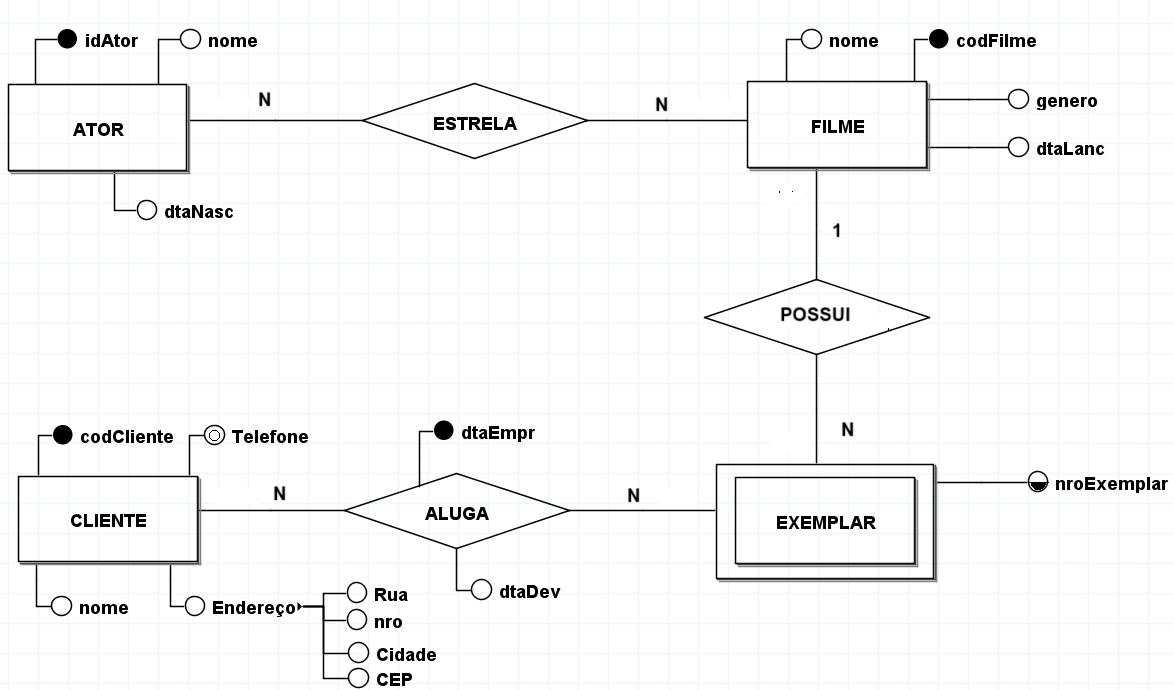 idAtor
nome
nome
codFilme
N
N
genero
ATOR
ESTRELA
FILME
dtaLanc
dtaNasc
1
POSSUI
N
codCliente
Telefone
dtaEmpr
N
N
nroExemplar
CLIENTE
ALUGA
EXEMPLAR
dtaDev
nome
Endereço
Rua
nro
Cidade
CEP